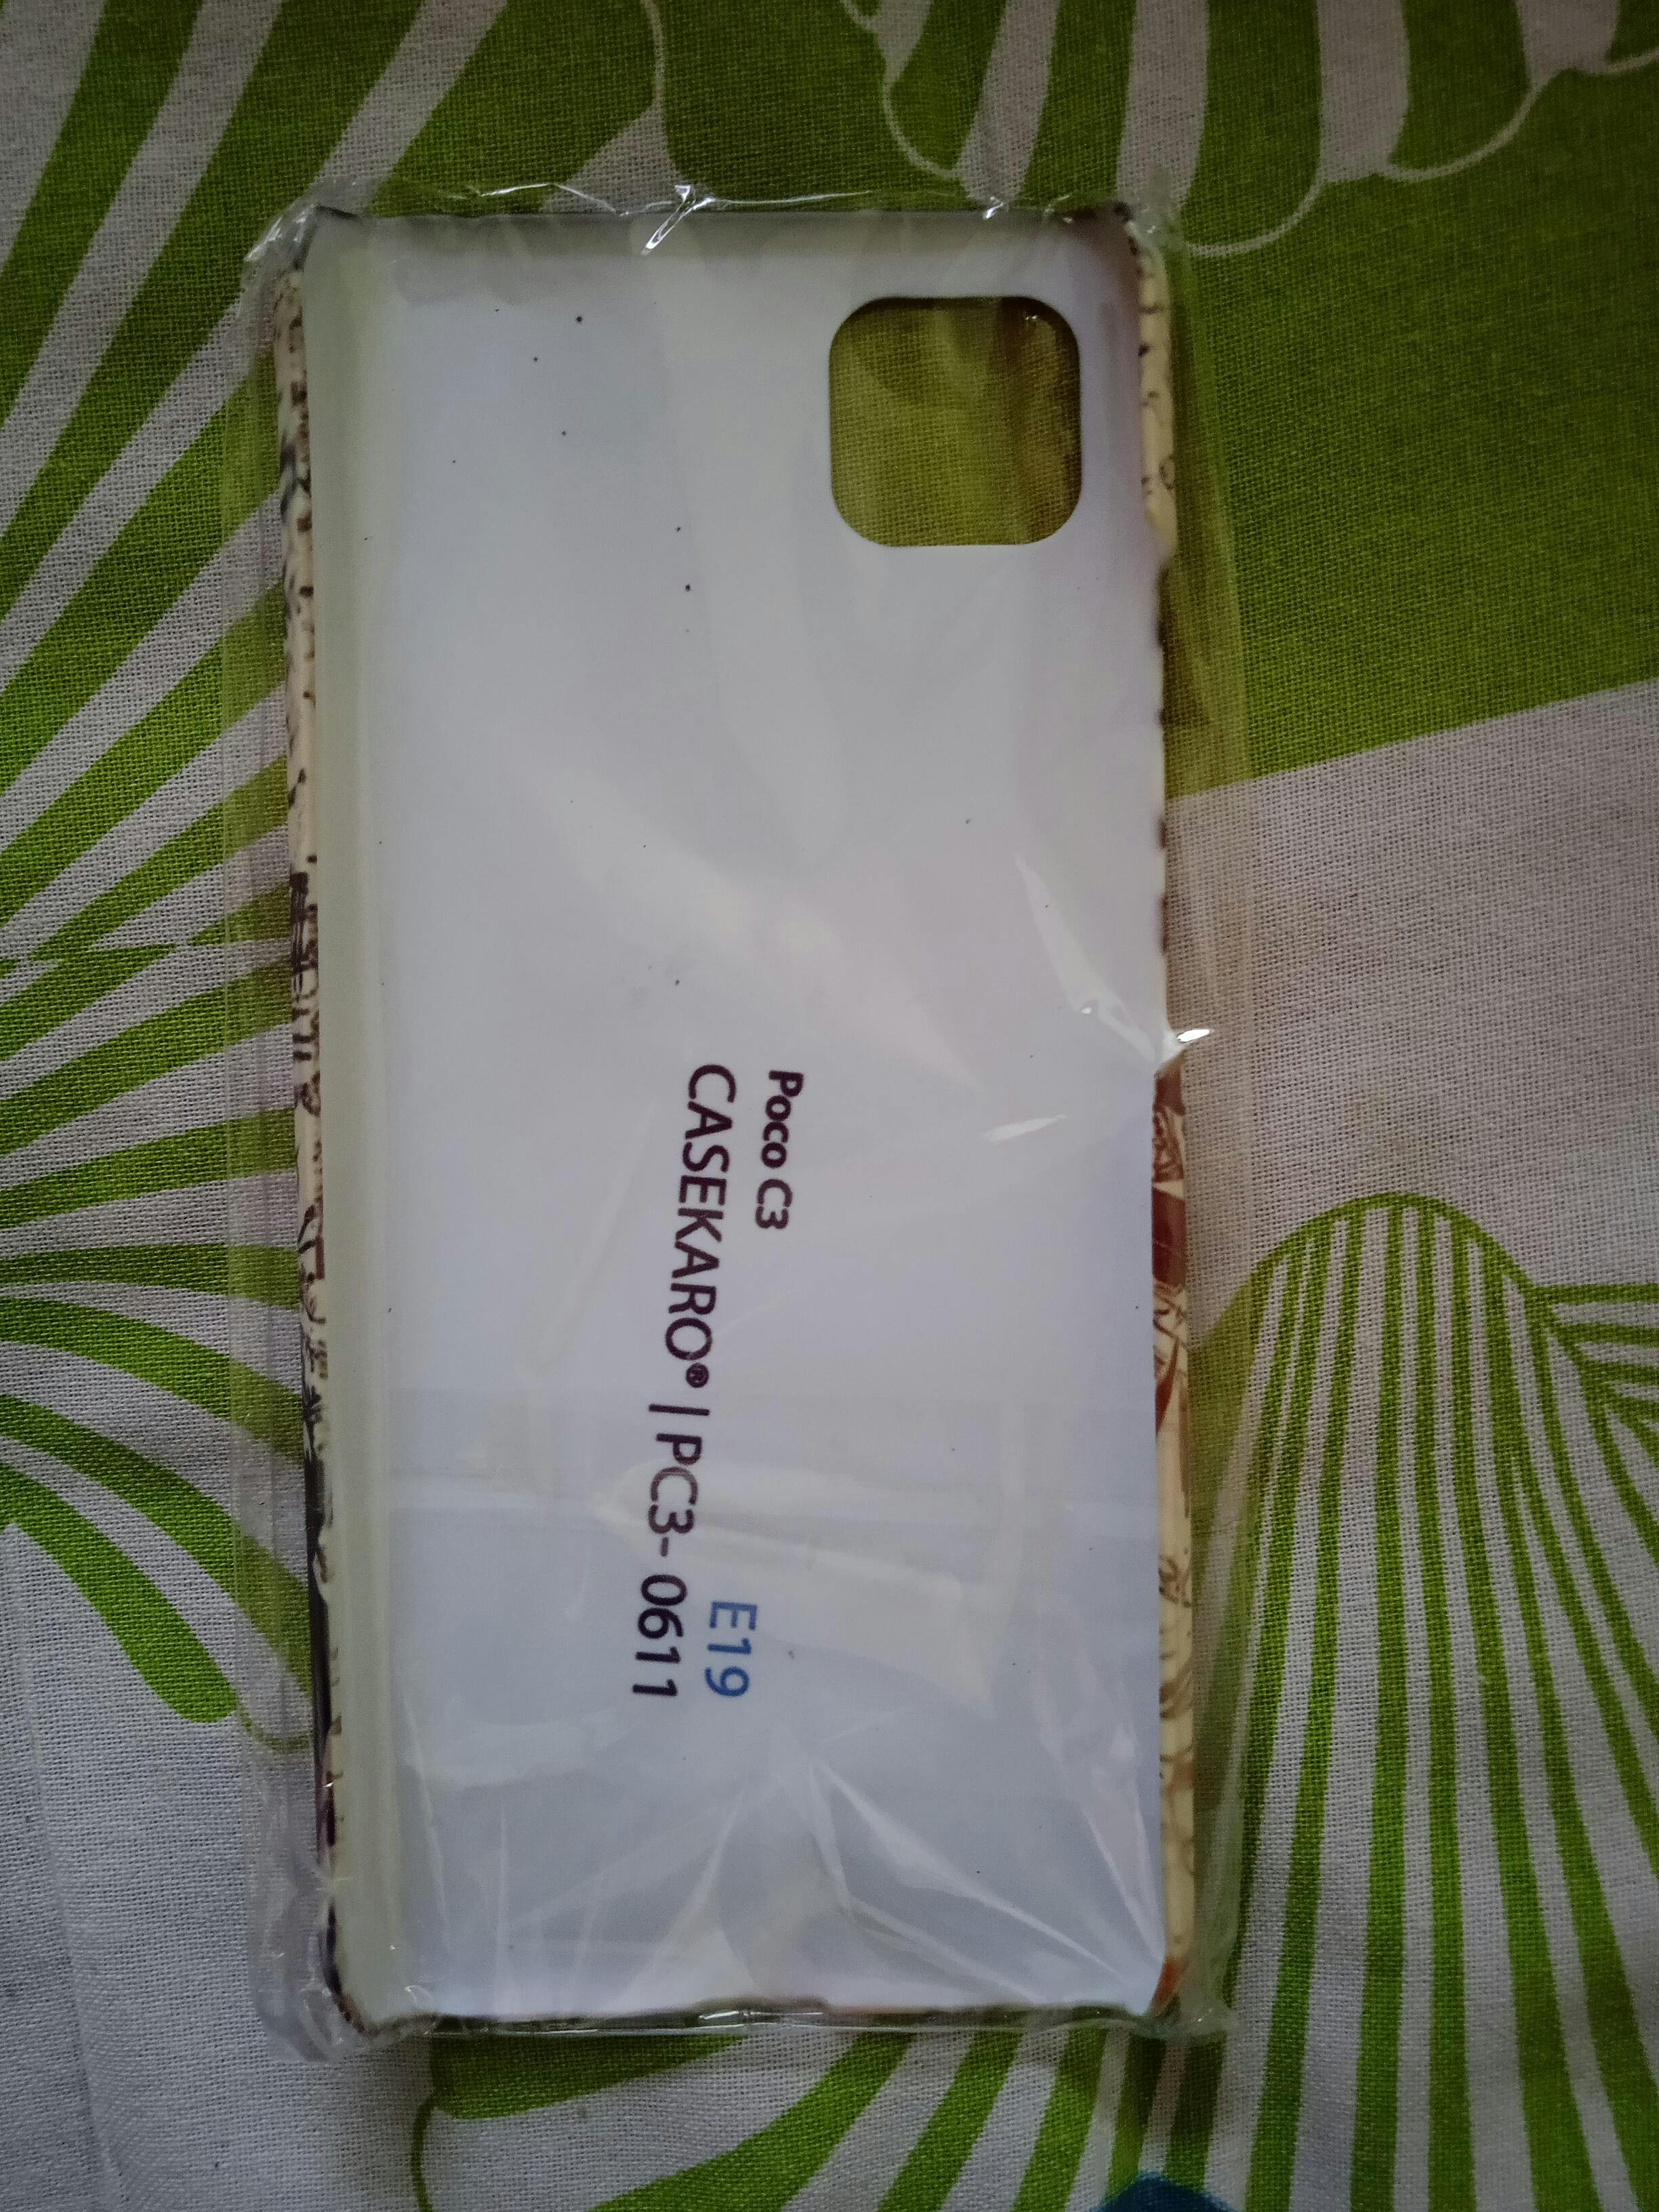 Poco C3
E19
CASEKARO® | PC3-0611